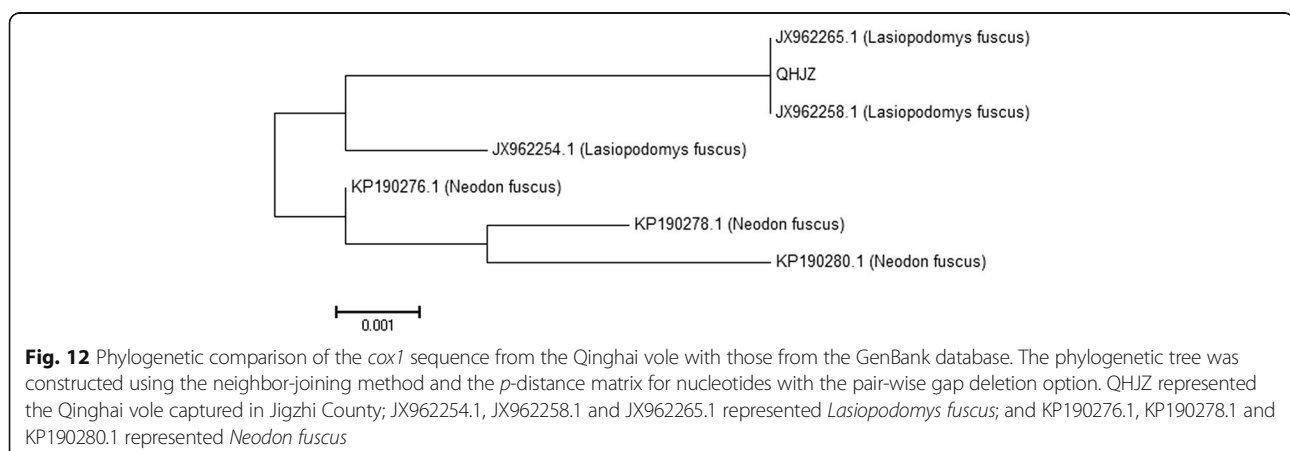 JX962265.1 (Lasiopodomys fuscus)
QHJZ
JX962258.1 (Lasiopodomys fuscus)
JX962254.1 (Lasiopodomys fuscus)
KP190276.1 (Neodon fuscus)
KP190278.1 (Neodon fuscus)
KP190280.1 (Neodon fuscus)
0.001
Fig. 12 Phylogenetic comparison of the cox1 sequence from the Qinghai vole with those from the GenBank database. The phylogenetic tree was
constructed using the neighbor-joining method and the p-distance matrix for nucleotides with the pair-wise gap deletion option. QHJZ represented
the Qinghai vole captured in Jigzhi County; JX962254.1, JX962258.1 and JX962265.1 represented Lasiopodomys fuscus; and KP190276.1, KP190278.1 and
KP190280.1 represented Neodon fuscus